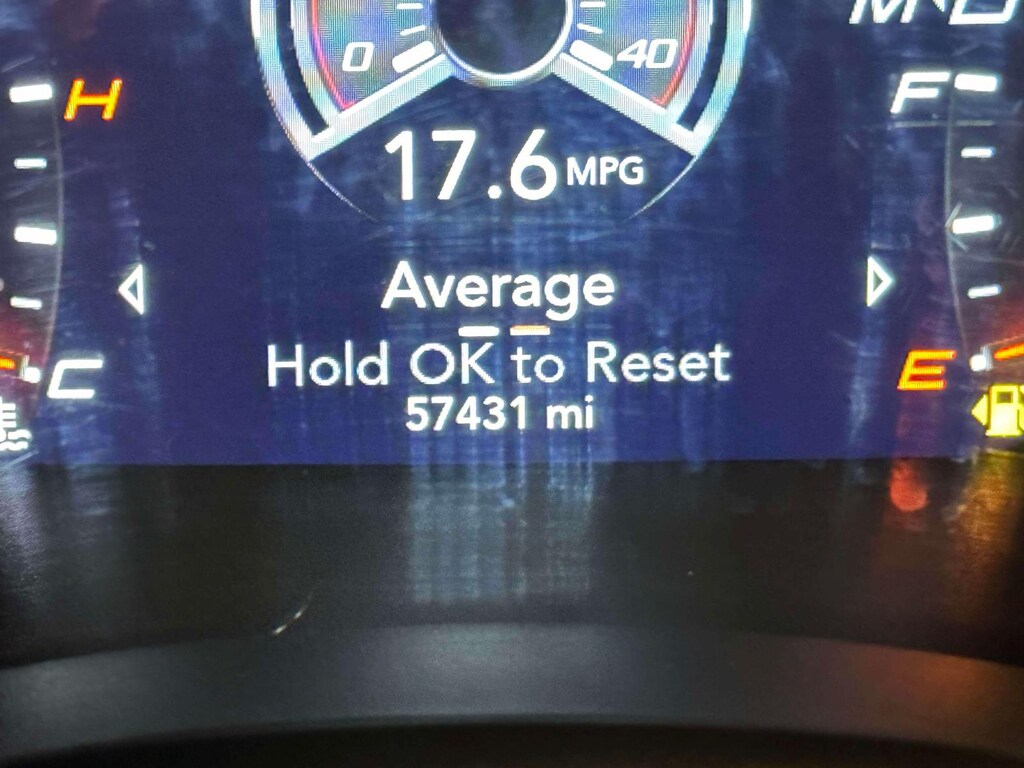 0 40
H F
17.6 MPG
Average
Hold OK to Reset
C E
57431 mi